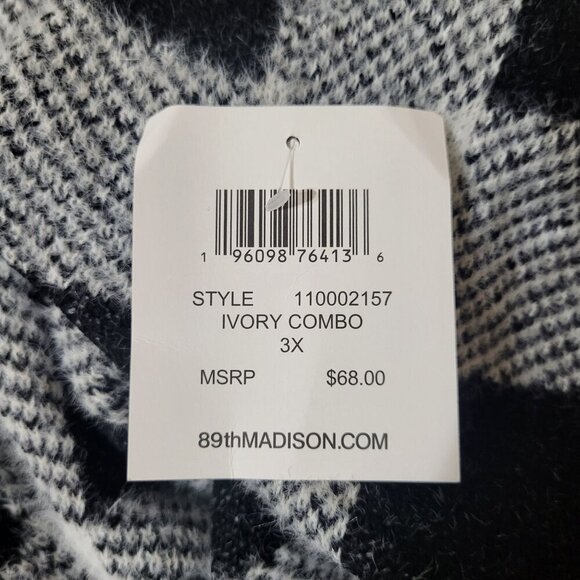 1 96098 76413 6
STYLE 110002157
IVORY COMBO
3X
MSRP $68.00
89thMADISON.COM